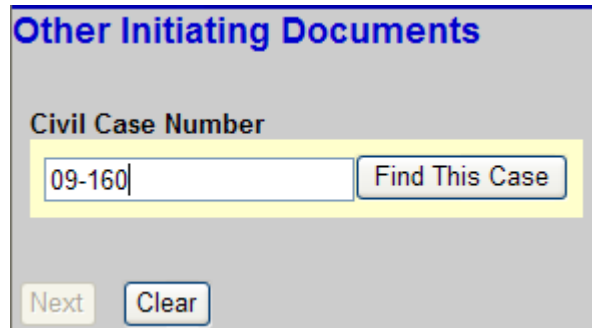 Other Initiating Documents
Civil Case Number
09-160 Find This Case
Next Clear